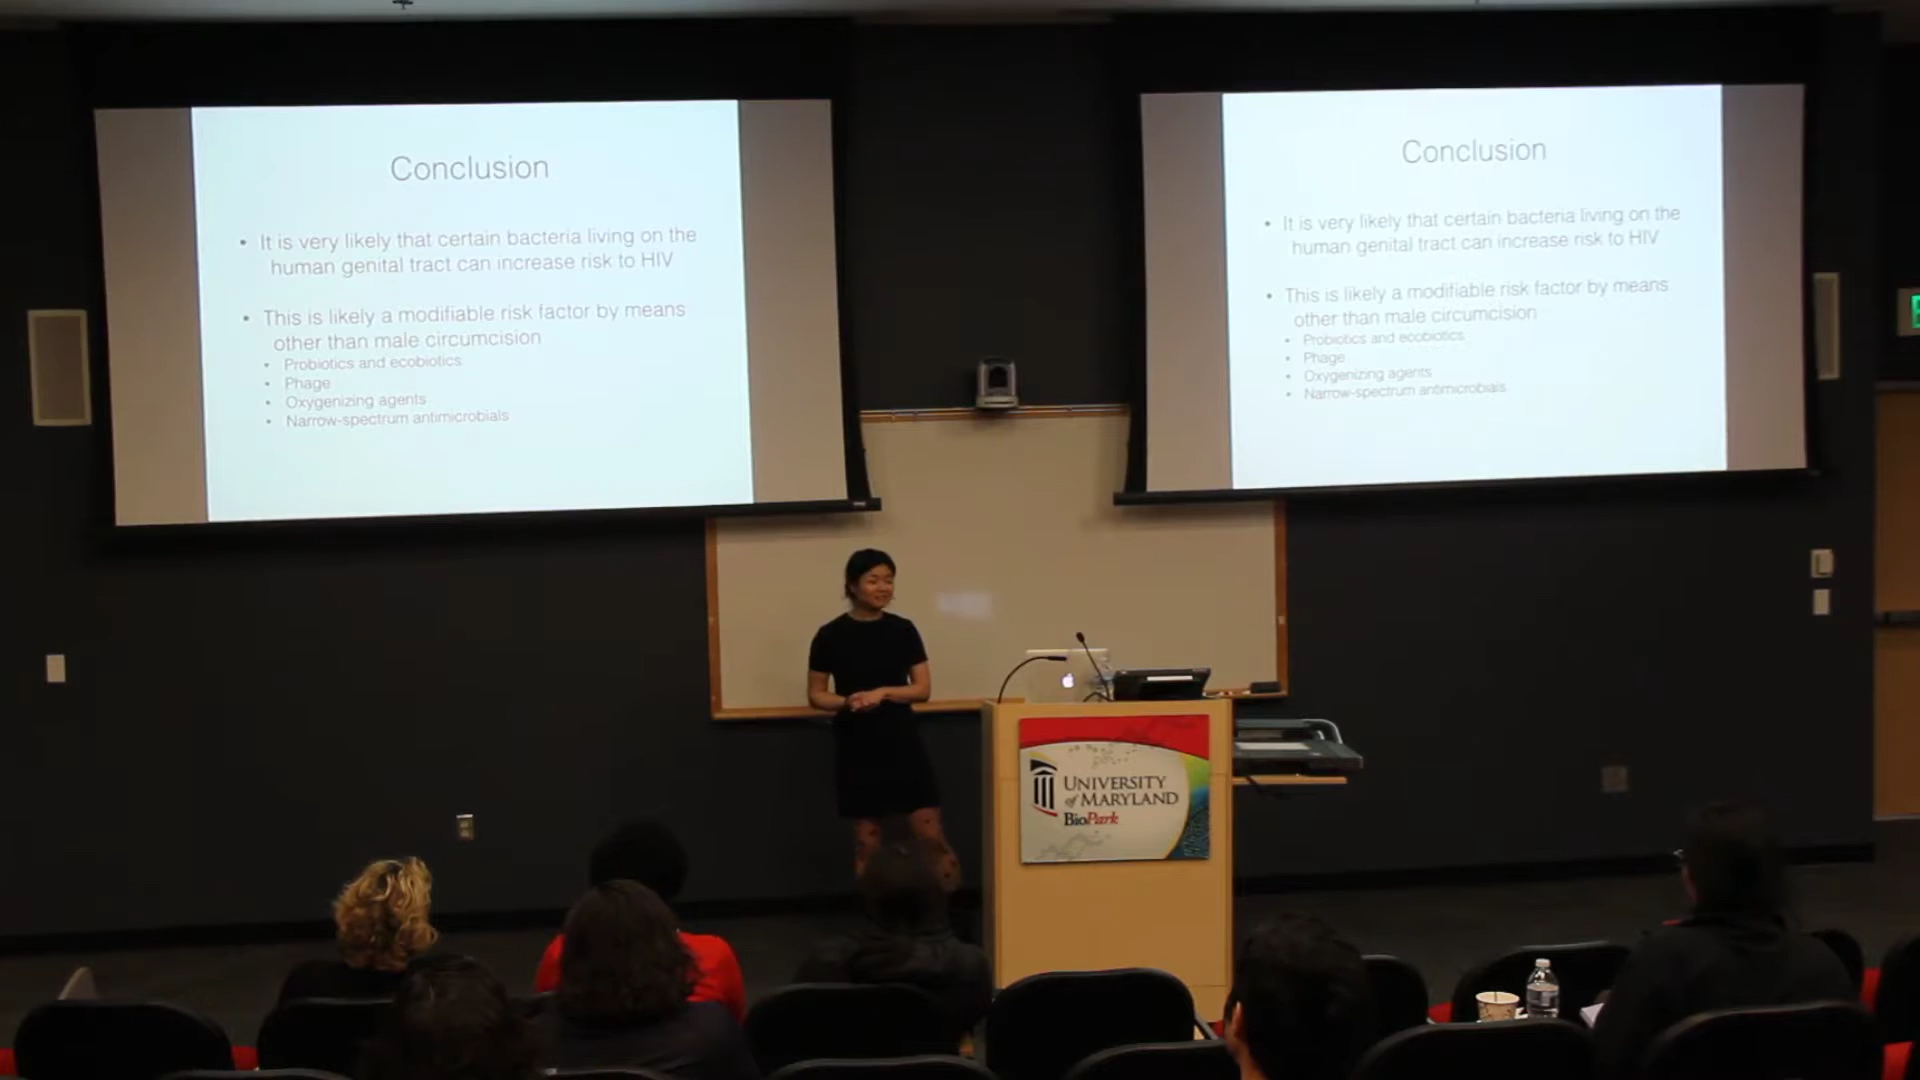 Conclusion
• It is very likely that certain bacteria living on the
human genital tract can increase risk to HIV
• This is likely a modifiable risk factor by means
other than male circumcision
• Probiotics and ecobiotics
• Phage
• Oxygenizing agents
• Narrow-spectrum antimicrobials
Conclusion
• It is very likely that certain bacteria living on the
human genital tract can increase risk to HIV
• This is likely a modifiable risk factor by means
other than male circumcision
• Probiotics and ecobiotics
• Phage
• Oxygenizing agents
• Narrow-spectrum antimicrobials
UNIVERSITY
of MARYLAND
BioPark